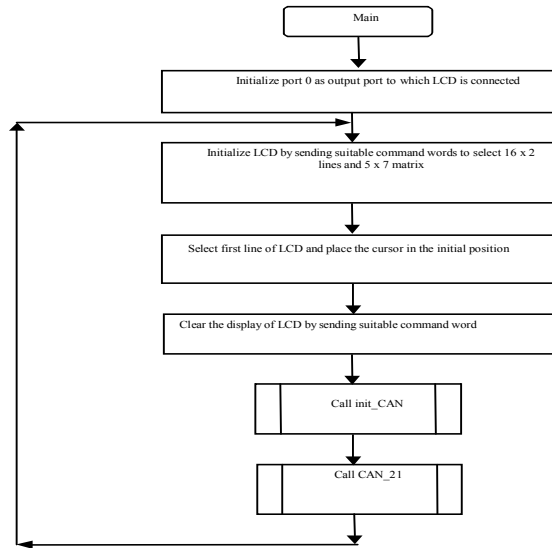 Main
Initialize port 0 as output port to which LCD is connected
Initialize LCD by sending suitable command words to select 16 x 2
lines and 5 x 7 matrix
Select first line of LCD and place the cursor in the initial position
Clear the display of LCD by sending suitable command word
Call init_CAN
Call CAN_21